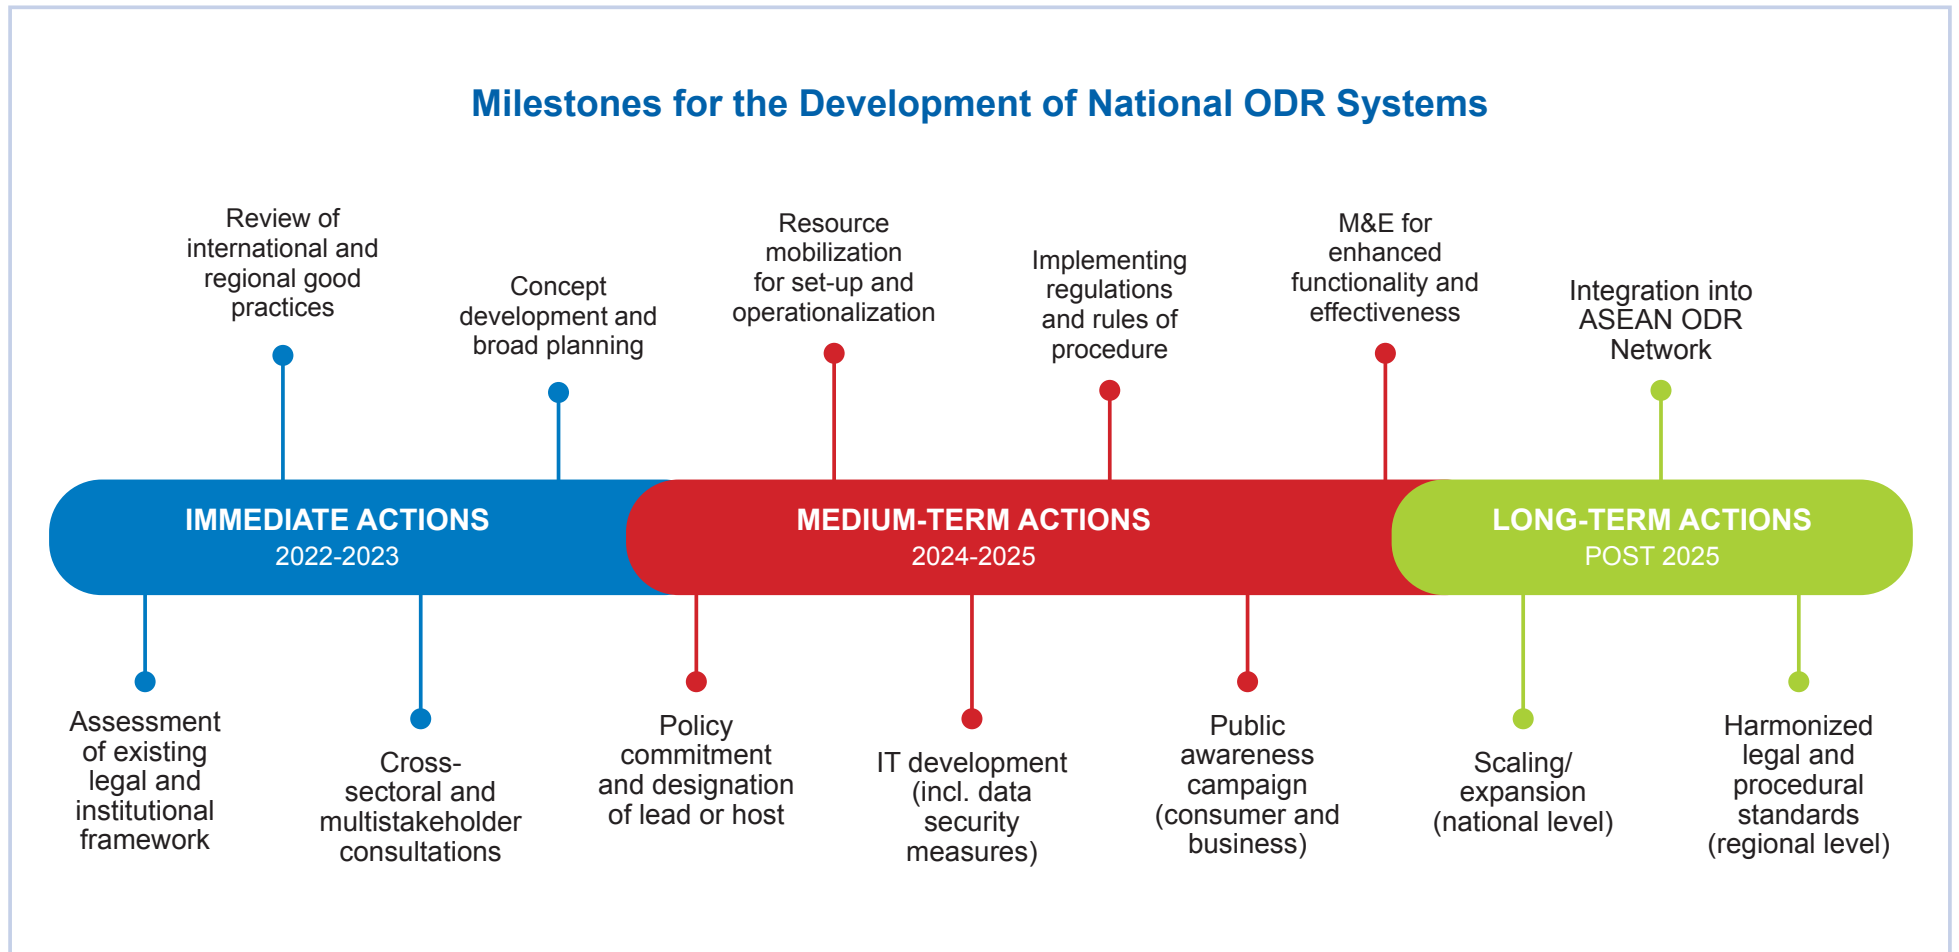 Milestones for the Development of National ODR Systems
Review of
international and
regional good
practices
Concept
development and
broad planning
Resource
mobilization
for set-up and
operationalization
Implementing
regulations
and rules of
procedure
M&E for
enhanced
functionality and
effectiveness
Integration into
ASEAN ODR
Network
IMMEDIATE ACTIONS
2022-2023
MEDIUM-TERM ACTIONS
2024-2025
LONG-TERM ACTIONS
POST 2025
Assessment
of existing
legal and
institutional
framework
Cross-
sectoral and
multistakeholder
consultations
Policy
commitment
and designation
of lead or host
IT development
(incl. data
security
measures)
Public
awareness
campaign
(consumer and
business)
Scaling/
expansion
(national level)
Harmonized
legal and
procedural
standards
(regional level)